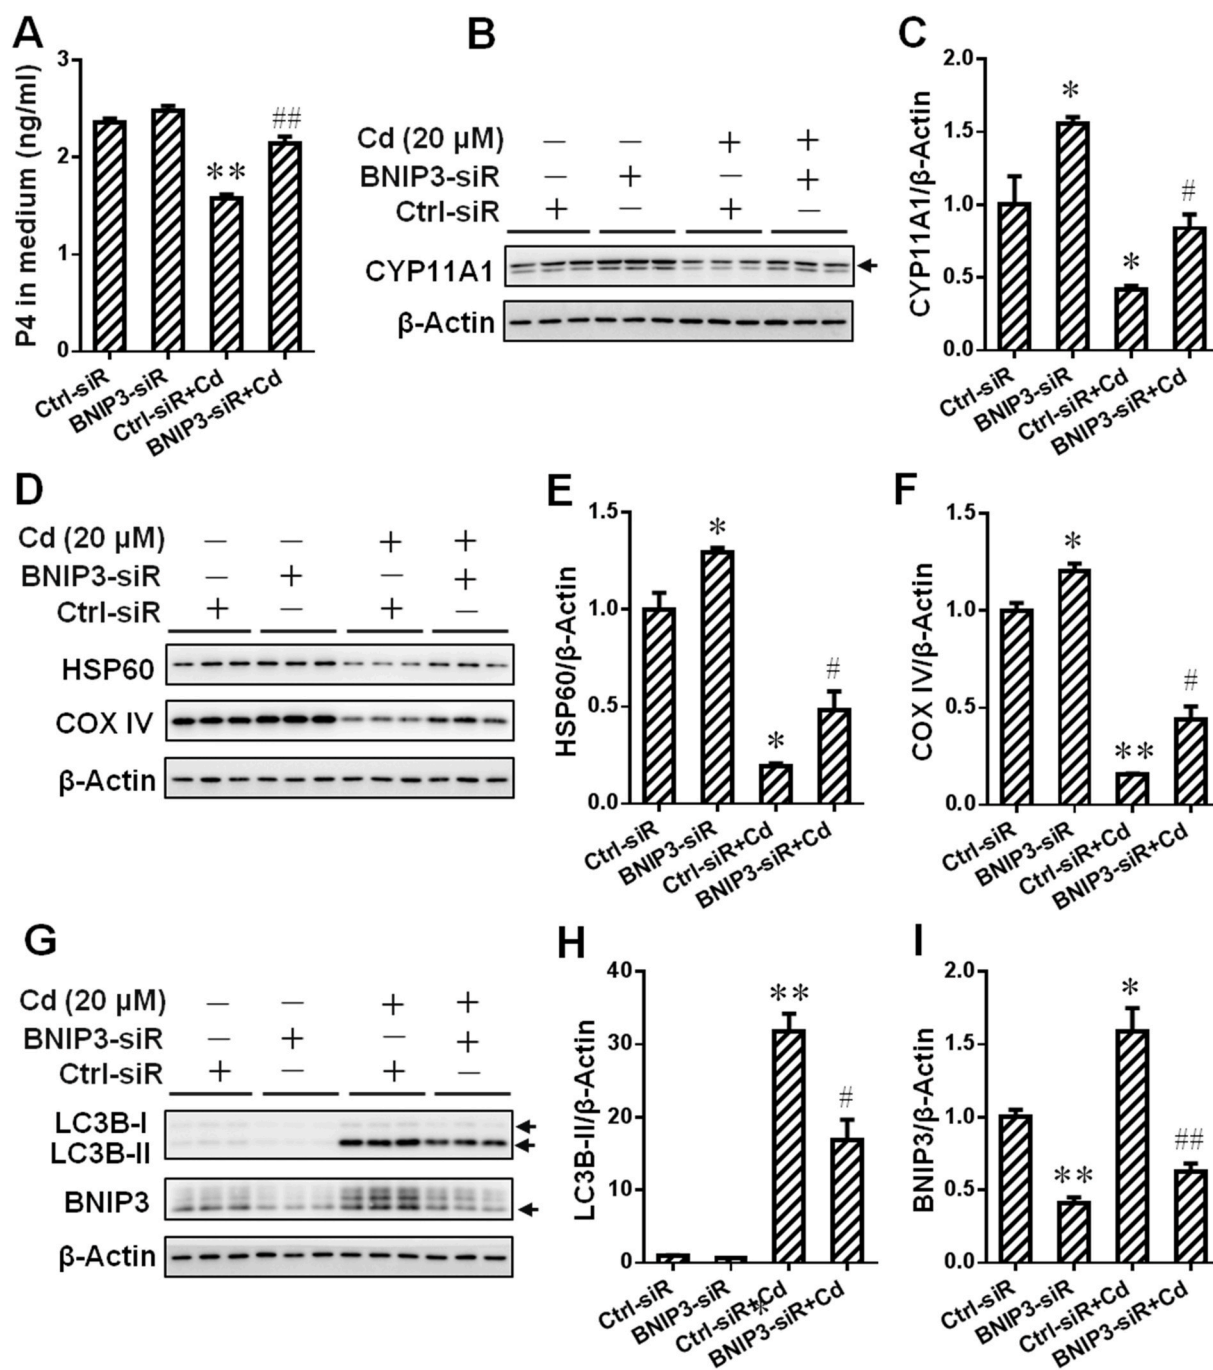 A
P4 in medium (ng/ml)
3
2
1
0
**
##
Ctrl-siR
BNIP3-siR
Ctrl-siR+Cd
BNIP3-siR+Cd
B
Cd (20 µM) — — + +
BNIP3-siR — + — +
Ctrl-siR + — + —
CYP11A1
β-Actin
C
CYP11A1/β-Actin
2.0
1.5
1.0
0.5
0.0
*
*
#
Ctrl-siR
BNIP3-siR
Ctrl-siR+Cd
BNIP3-siR+Cd
D
Cd (20 µM) — — + +
BNIP3-siR — + — +
Ctrl-siR + — + —
HSP60
COX IV
β-Actin
E
HSP60/β-Actin
1.5
1.0
0.5
0.0
*
*
#
Ctrl-siR
BNIP3-siR
Ctrl-siR+Cd
BNIP3-siR+Cd
F
COX IV/β-Actin
1.5
1.0
0.5
0.0
*
**
#
Ctrl-siR
BNIP3-siR
Ctrl-siR+Cd
BNIP3-siR+Cd
G
Cd (20 µM) — — + +
BNIP3-siR — + — +
Ctrl-siR + — + —
LC3B-I
LC3B-II
BNIP3
β-Actin
H
LC3B-II/β-Actin
40
30
20
10
0
**
#
Ctrl-siR
BNIP3-siR
Ctrl-siR+Cd
*
BNIP3-siR+Cd
I
BNIP3/β-Actin
2.0
1.5
1.0
0.5
0.0
**
*
##
Ctrl-siR
BNIP3-siR
Ctrl-siR+Cd
BNIP3-siR+Cd